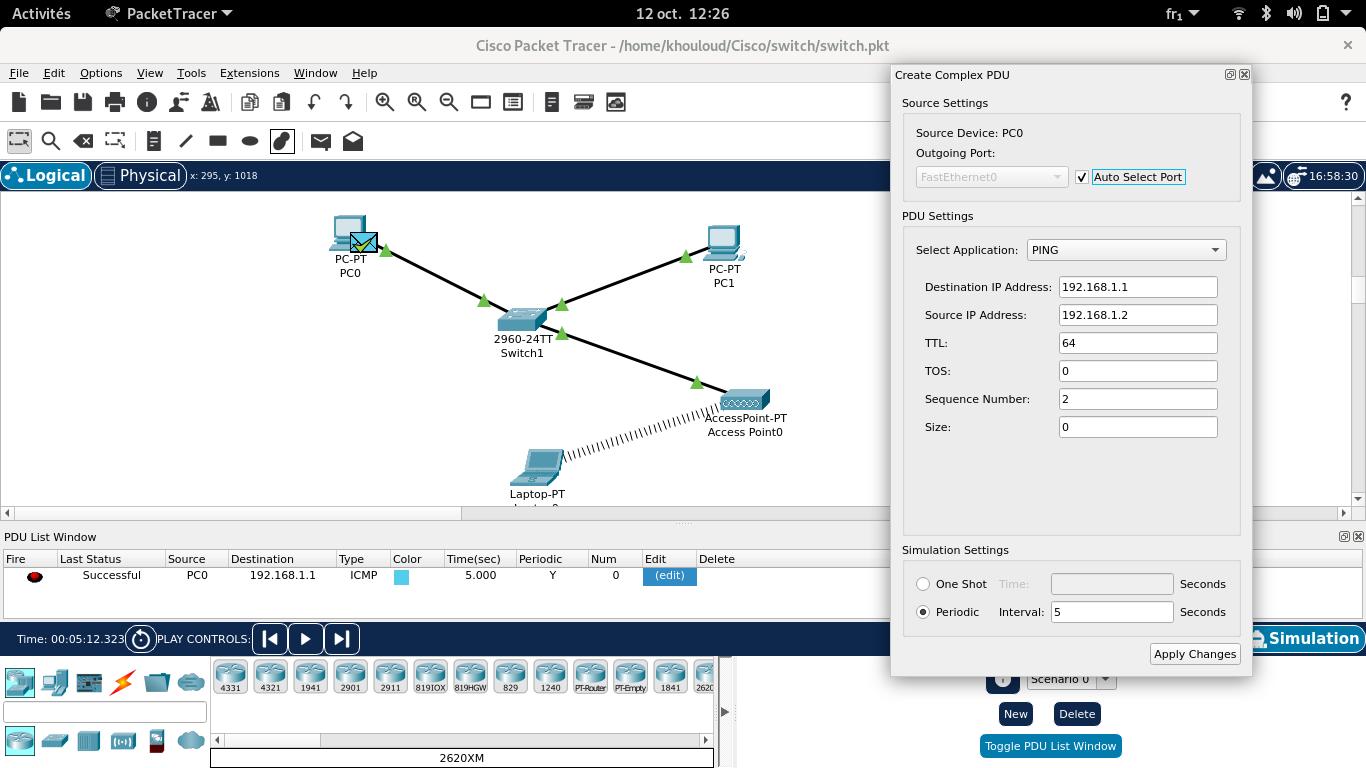 Activités PacketTracer 12 oct. 12:26 fr₁
Cisco Packet Tracer - /home/khouloud/Cisco/switch/switch.pkt
File Edit Options View Tools Extensions Window Help
Logical Physical x: 295, y: 1018 16:58:30
PC-PT
PC0
PC-PT
PC1
2960-24TT
Switch1
AccessPoint-PT
Access Point0
Laptop-PT
Create Complex PDU
Source Settings
Source Device: PC0
Outgoing Port:
FastEthernet0 Auto Select Port
PDU Settings
Select Application: PING
Destination IP Address: 192.168.1.1
Source IP Address: 192.168.1.2
TTL: 64
TOS: 0
Sequence Number: 2
Size: 0
Simulation Settings
One Shot Time: Seconds
Periodic Interval: 5 Seconds
Apply Changes
PDU List Window
Fire Last Status Source Destination Type Color Time(sec) Periodic Num Edit Delete
Successful PC0 192.168.1.1 ICMP 5.000 Y 0 (edit)
Time: 00:05:12.323 PLAY CONTROLS: Simulation
4331 4321 1941 2901 2911 819IOX 819HGW 829 1240 PT-Router PT-Empty 1841 2620
2620XM
Scenario 0
New Delete
Toggle PDU List Window